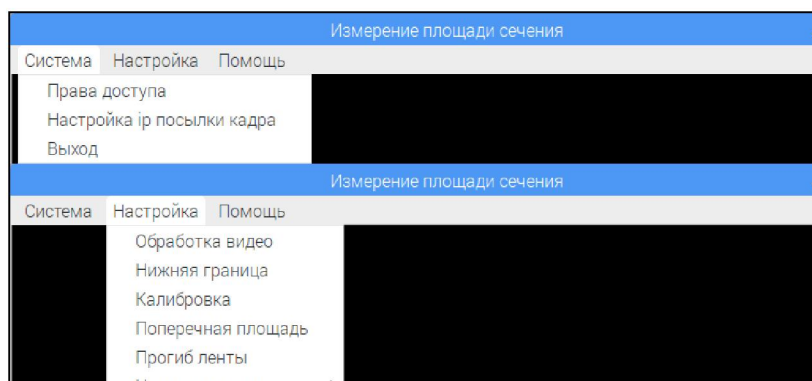 Измерение площади сечения
Система Настройка Помощь
Права доступа
Настройка ip посылки кадра
Выход
Измерение площади сечения
Система Настройка Помощь
Обработка видео
Нижняя граница
Калибровка
Поперечная площадь
Прогиб ленты